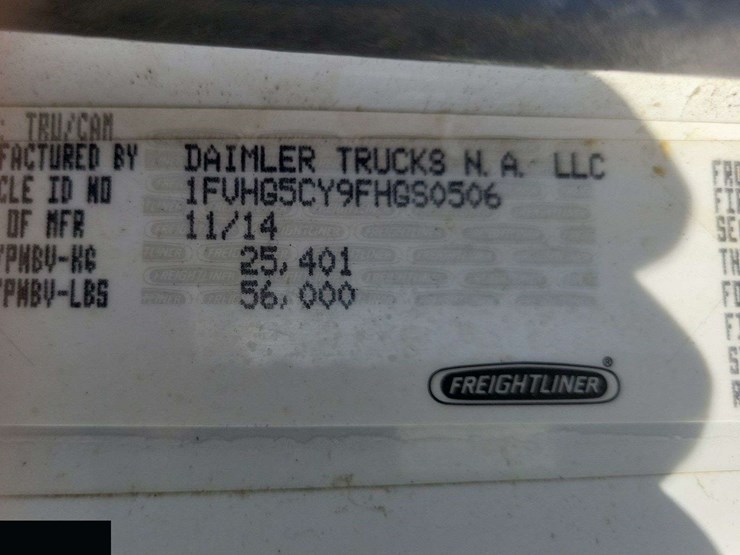 : TRU/CAM
FACTURED BY DAIMLER TRUCKS N. A. LLC
CLE ID NO 1FVHG5CY9FHGS0506
OF MFR 11/14
/PNBV-KG 25,401
/PNBV-LBS 56,000
FREIGHTLINER®